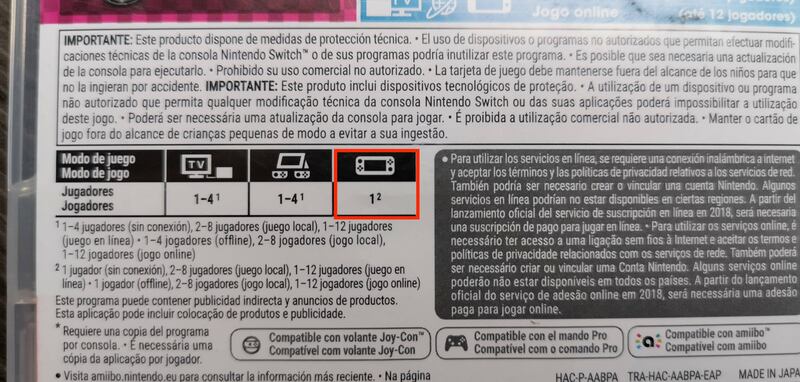 Jogo online
(até 12 jogadores)
IMPORTANTE: Este producto dispone de medidas de protección técnica. • El uso de dispositivos o programas no autorizados que permitan efectuar modifi-
caciones técnicas de la consola Nintendo Switch™ o de sus programas podría inutilizar este programa. • Es posible que sea necesaria una actualización
de la consola para ejecutarlo. • Prohibido su uso comercial no autorizado. • La tarjeta de juego debe mantenerse fuera del alcance de los niños para que
no la ingieran por accidente. IMPORTANTE: Este produto inclui dispositivos tecnológicos de proteção. • A utilização de um dispositivo ou programa
não autorizado que permita qualquer modificação técnica da consola Nintendo Switch ou das suas aplicações poderá impossibilitar a utilização
deste jogo. • Poderá ser necessária uma atualização da consola para jogar. • É proibida a utilização comercial não autorizada. • Manter o cartão de
jogo fora do alcance de crianças pequenas de modo a evitar a sua ingestão.
Modo de juego
Modo de jogo
TV
Jugadores
Jogadores
1–4¹
1–4¹
1²
¹ 1–4 jugadores (sin conexión), 2–8 jugadores (juego local), 1–12 jugadores
(juego en línea) • 1–4 jogadores (offline), 2–8 jogadores (jogo local),
1–12 jogadores (jogo online)
² 1 jugador (sin conexión), 2–8 jugadores (juego local), 1–12 jugadores (juego en
línea) • 1 jogador (offline), 2–8 jogadores (jogo local), 1–12 jogadores (jogo online)
Este programa puede contener publicidad indirecta y anuncios de productos.
Esta aplicação pode incluir colocação de produtos e publicidade.
* Requiere una copia del programa
por consola. • É necessária uma
cópia da aplicação por jogador.
• Para utilizar los servicios en línea, se requiere una conexión inalámbrica a internet
y aceptar los términos y las políticas de privacidad relativos a los servicios de red.
También podría ser necesario crear o vincular una cuenta Nintendo. Algunos
servicios en línea podrían no estar disponibles en ciertas regiones. A partir del
lanzamiento oficial del servicio de suscripción en línea en 2018, será necesaria
una suscripción de pago para jugar en línea. • Para utilizar os serviços online, é
necessário ter acesso a uma ligação sem fios à Internet e aceitar os termos e
políticas de privacidade relacionados com os serviços de rede. Também poderá
ser necessário criar ou vincular uma Conta Nintendo. Alguns serviços online
poderão não estar disponíveis em todos os países. A partir do lançamento
oficial do serviço de adesão online em 2018, será necessária uma adesão
paga para jogar online.
Compatible con volante Joy-Con™
Compatível com volante Joy-Con
Compatible con el mando Pro
Compatível com o comando Pro
Compatible con amiibo™
Compatível com amiibo
• Visita amiibo.nintendo.eu para consultar la información más reciente. • Na página
HAC-P-AABPA
TRA-HAC-AABPA-EAP
MADE IN JAPA